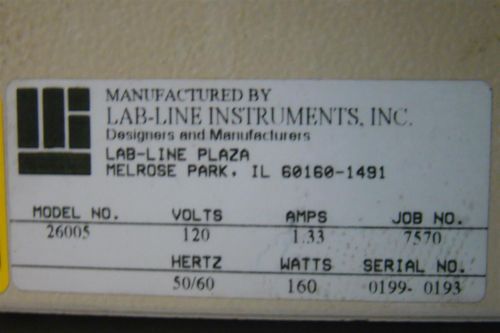 MANUFACTURED BY
LAB-LINE INSTRUMENTS, INC.
Designers and Manufacturers
LAB-LINE PLAZA
MELROSE PARK, IL 60160-1491
MODEL NO. VOLTS AMPS JOB NO.
26005 120 1.33 7570
HERTZ WATTS SERIAL NO.
50/60 160 0199- 0193